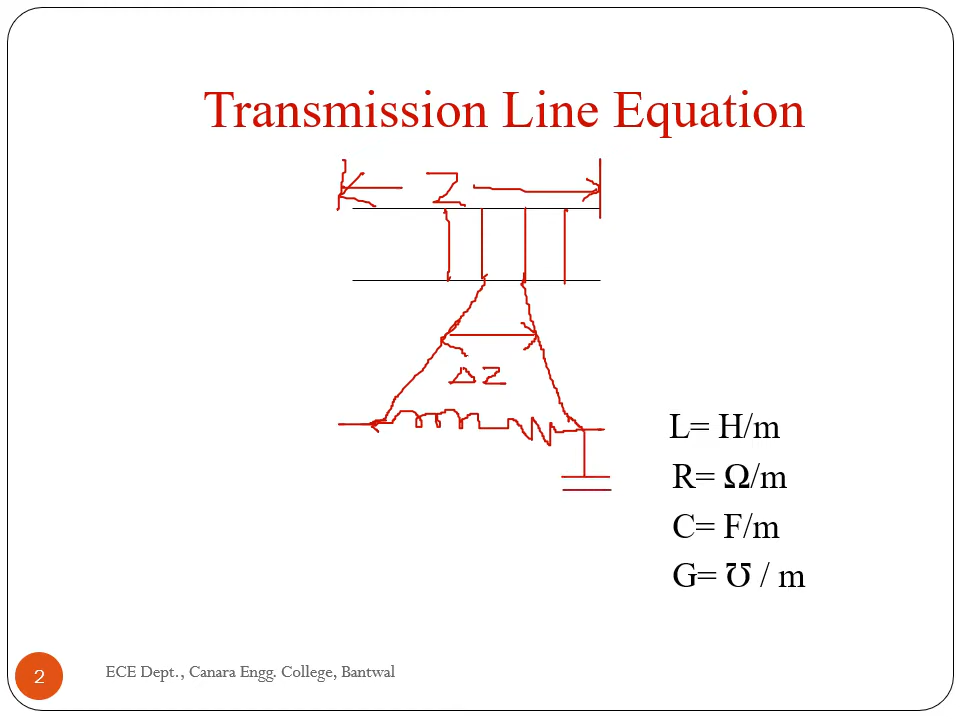 Transmission Line Equation
Z
ΔZ
L= H/m
R= Ω/m
C= F/m
G= ℧ / m
2
ECE Dept., Canara Engg. College, Bantwal